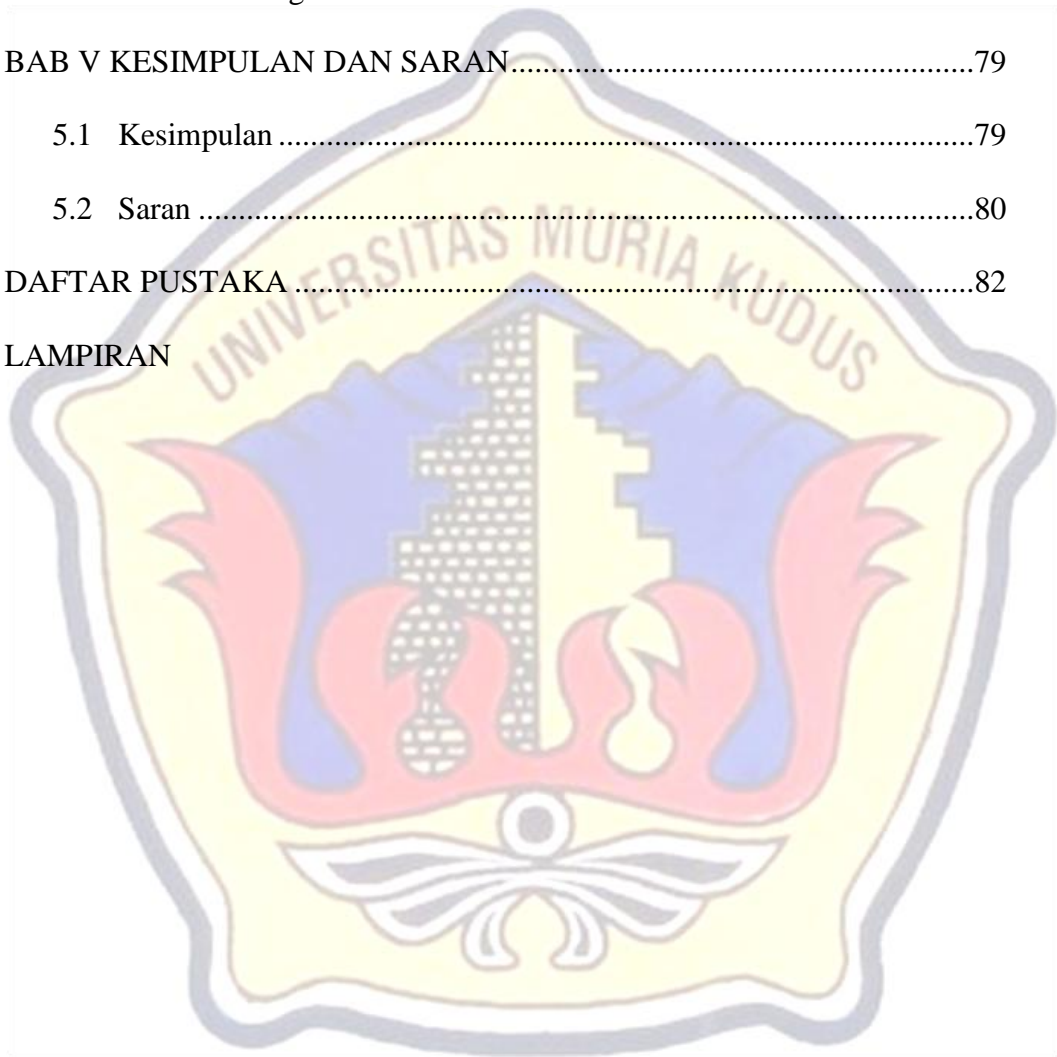 BAB V KESIMPULAN DAN SARAN...........................................................79
5.1 Kesimpulan.........................................................................................79
5.2 Saran...................................................................................................80
DAFTAR PUSTAKA.......................................................................................82
LAMPIRAN
UNIVERSITAS MURIA KUDUS